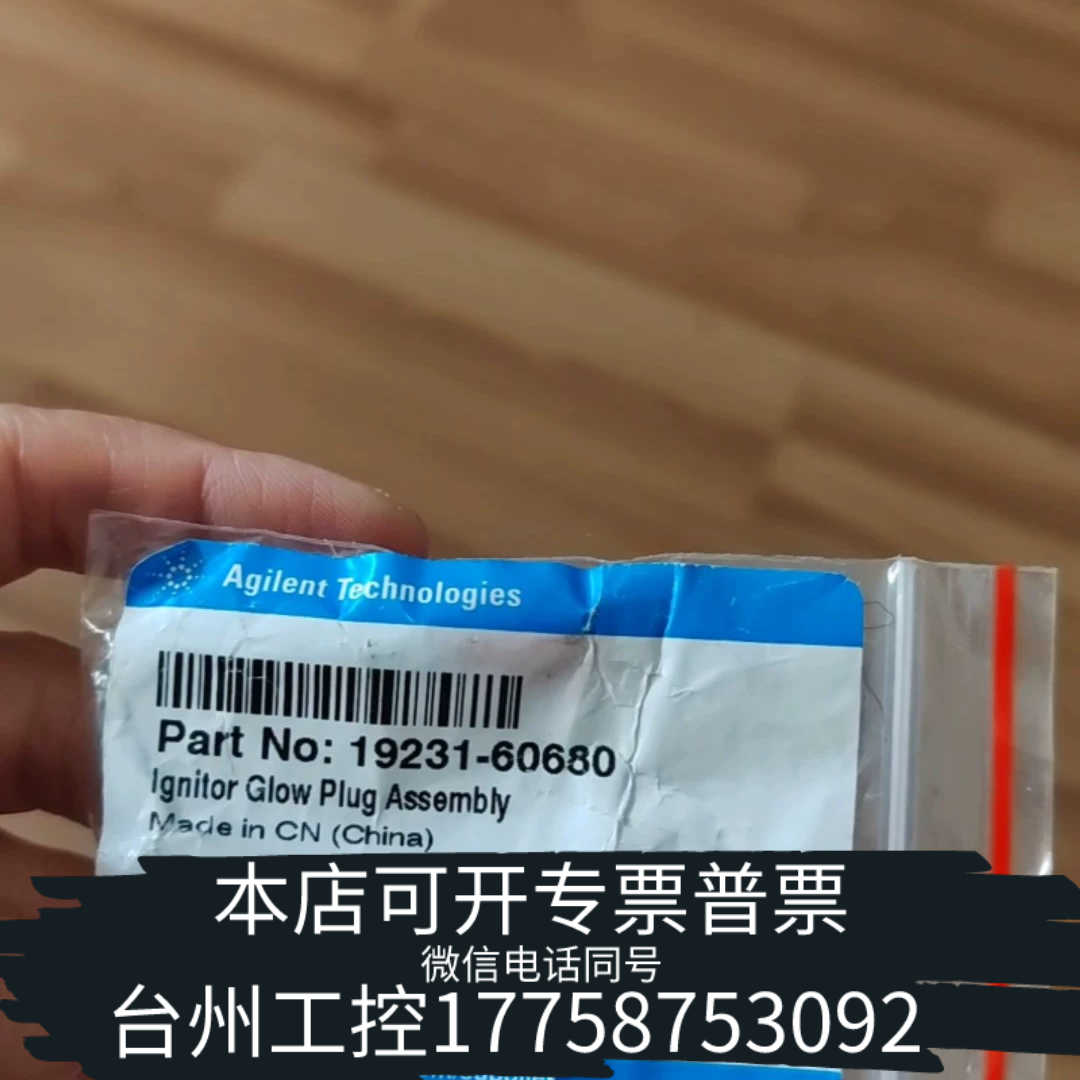 Agilent Technologies
Part No: 19231-60680
Ignitor Glow Plug Assembly
Made in CN (China)
本店可开专票普票
微信电话同号
台州工控17758753092